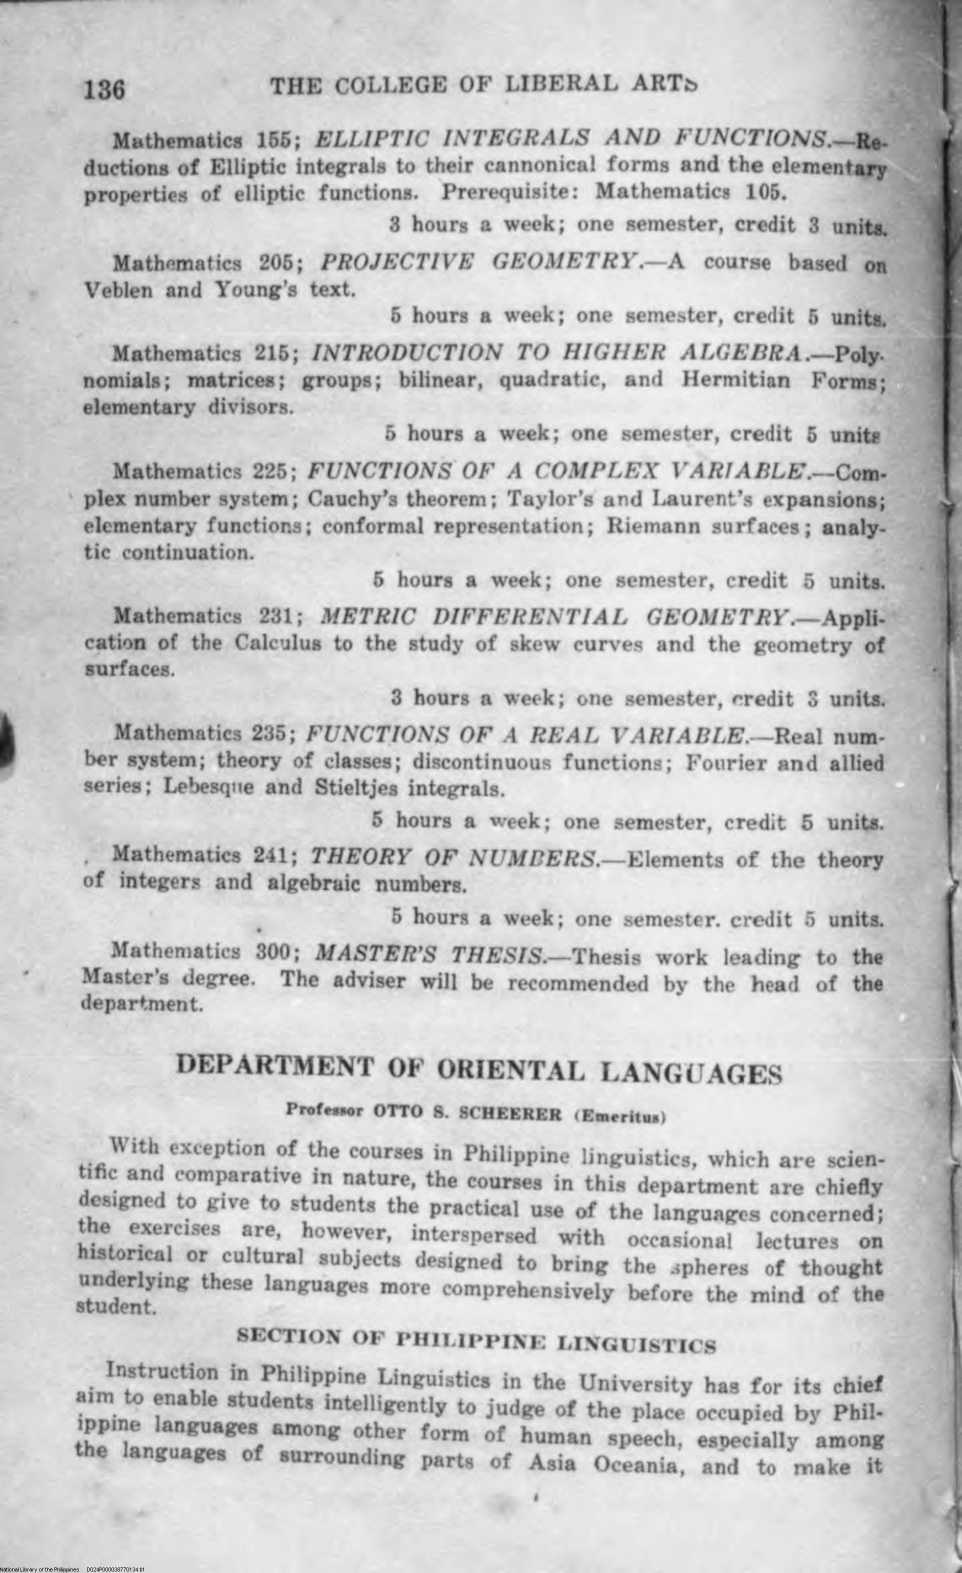 136 THE COLLEGE OF LIBERAL ARTS
Mathematics 155; ELLIPTIC INTEGRALS AND FUNCTIONS.—Re-
ductions of Elliptic integrals to their cannonical forms and the elementary
properties of elliptic functions. Prerequisite: Mathematics 105.
3 hours a week; one semester, credit 3 units.
Mathematics 205; PROJECTIVE GEOMETRY.—A course based on
Veblen and Young's text.
5 hours a week; one semester, credit 5 units.
Mathematics 215; INTRODUCTION TO HIGHER ALGEBRA.—Poly-
nomials; matrices; groups; bilinear, quadratic, and Hermitian Forms;
elementary divisors.
5 hours a week; one semester, credit 5 units
Mathematics 225; FUNCTIONS OF A COMPLEX VARIABLE.—Com-
plex number system; Cauchy's theorem; Taylor's and Laurent's expansions;
elementary functions; conformal representation; Riemann surfaces; analy-
tic continuation.
5 hours a week; one semester, credit 5 units.
Mathematics 231; METRIC DIFFERENTIAL GEOMETRY.—Appli-
cation of the Calculus to the study of skew curves and the geometry of
surfaces.
3 hours a week; one semester, credit 3 units.
Mathematics 235; FUNCTIONS OF A REAL VARIABLE.—Real num-
ber system; theory of classes; discontinuous functions; Fourier and allied
series; Lebesque and Stieltjes integrals.
5 hours a week; one semester, credit 5 units.
Mathematics 241; THEORY OF NUMBERS.—Elements of the theory
of integers and algebraic numbers.
5 hours a week; one semester. credit 5 units.
Mathematics 300; MASTER'S THESIS.—Thesis work leading to the
Master's degree. The adviser will be recommended by the head of the
department.
DEPARTMENT OF ORIENTAL LANGUAGES
Professor OTTO S. SCHEERER (Emeritus)
With exception of the courses in Philippine linguistics, which are scien-
tific and comparative in nature, the courses in this department are chiefly
designed to give to students the practical use of the languages concerned;
the exercises are, however, interspersed with occasional lectures on
historical or cultural subjects designed to bring the spheres of thought
underlying these languages more comprehensively before the mind of the
student.
SECTION OF PHILIPPINE LINGUISTICS
Instruction in Philippine Linguistics in the University has for its chief
aim to enable students intelligently to judge of the place occupied by Phil-
ippine languages among other form of human speech, especially among
the languages of surrounding parts of Asia Oceania, and to make it
National Library of the Philippines D024P000038770134.tif